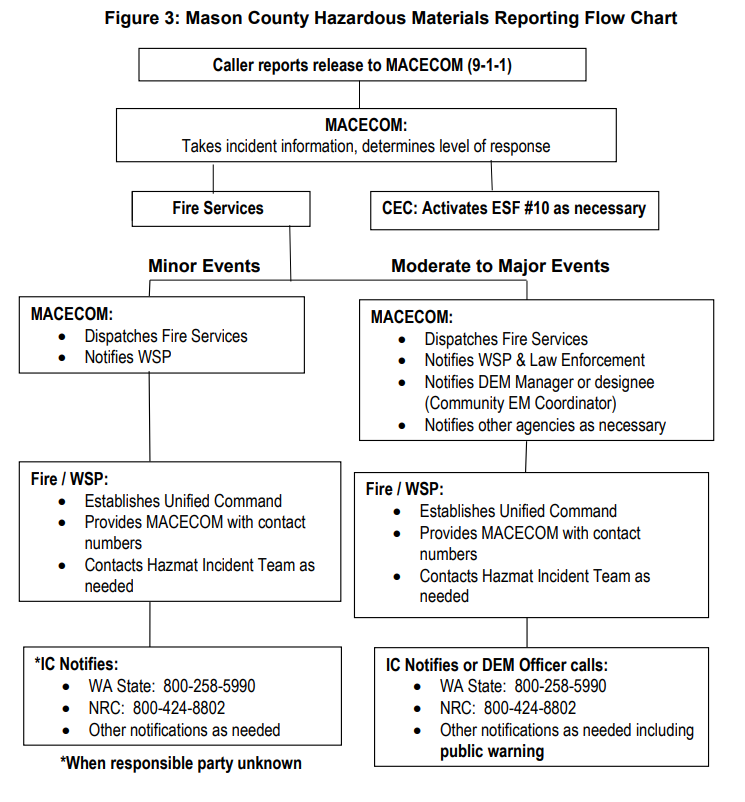 Figure 3: Mason County Hazardous Materials Reporting Flow Chart
Caller reports release to MACECOM (9-1-1)
MACECOM:
Takes incident information, determines level of response
Fire Services
CEC: Activates ESF #10 as necessary
Minor Events
Moderate to Major Events
MACECOM:
• Dispatches Fire Services
• Notifies WSP
MACECOM:
• Dispatches Fire Services
• Notifies WSP & Law Enforcement
• Notifies DEM Manager or designee
(Community EM Coordinator)
• Notifies other agencies as necessary
Fire / WSP:
• Establishes Unified Command
• Provides MACECOM with contact
numbers
• Contacts Hazmat Incident Team as
needed
Fire / WSP:
• Establishes Unified Command
• Provides MACECOM with contact
numbers
• Contacts Hazmat Incident Team as
needed
*IC Notifies:
• WA State: 800-258-5990
• NRC: 800-424-8802
• Other notifications as needed
*When responsible party unknown
IC Notifies or DEM Officer calls:
• WA State: 800-258-5990
• NRC: 800-424-8802
• Other notifications as needed including
public warning